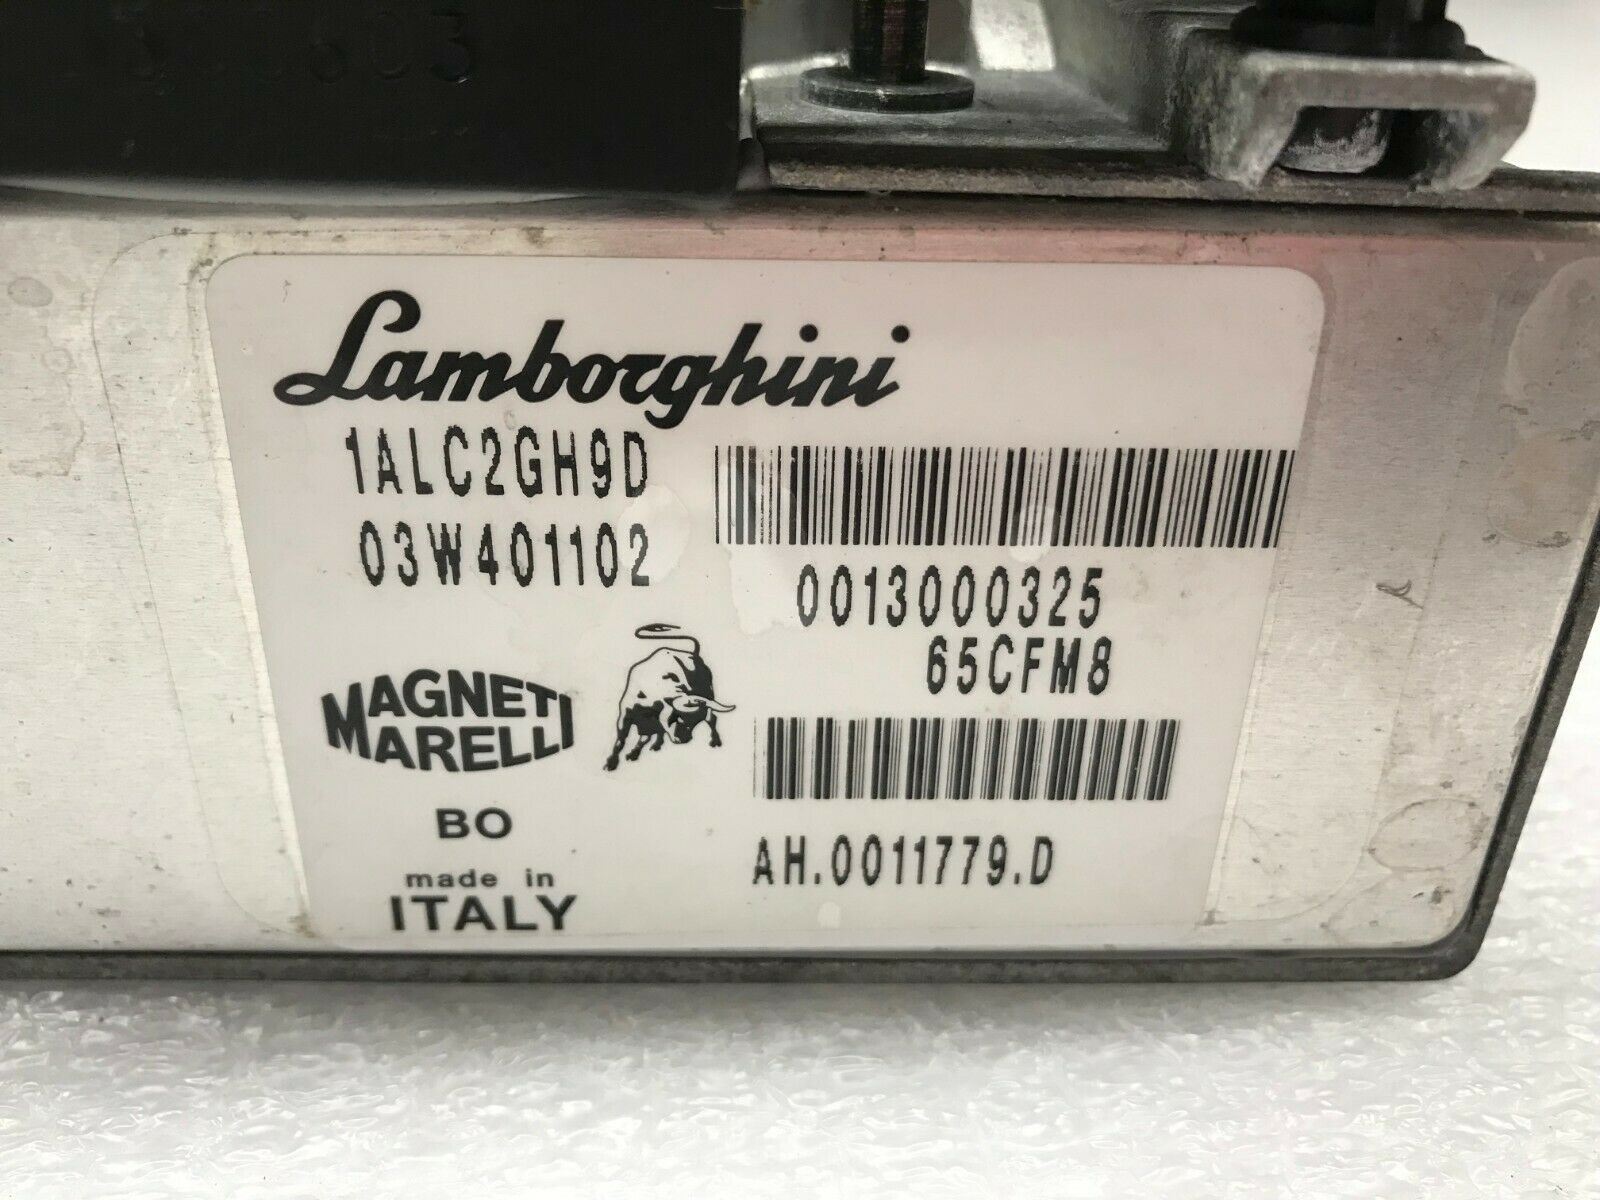 Lamborghini
1ALC2GH9D
03W401102
0013000325
65CFM8
MAGNETI
MARELLI
BO
made in
ITALY
AH.0011779.D